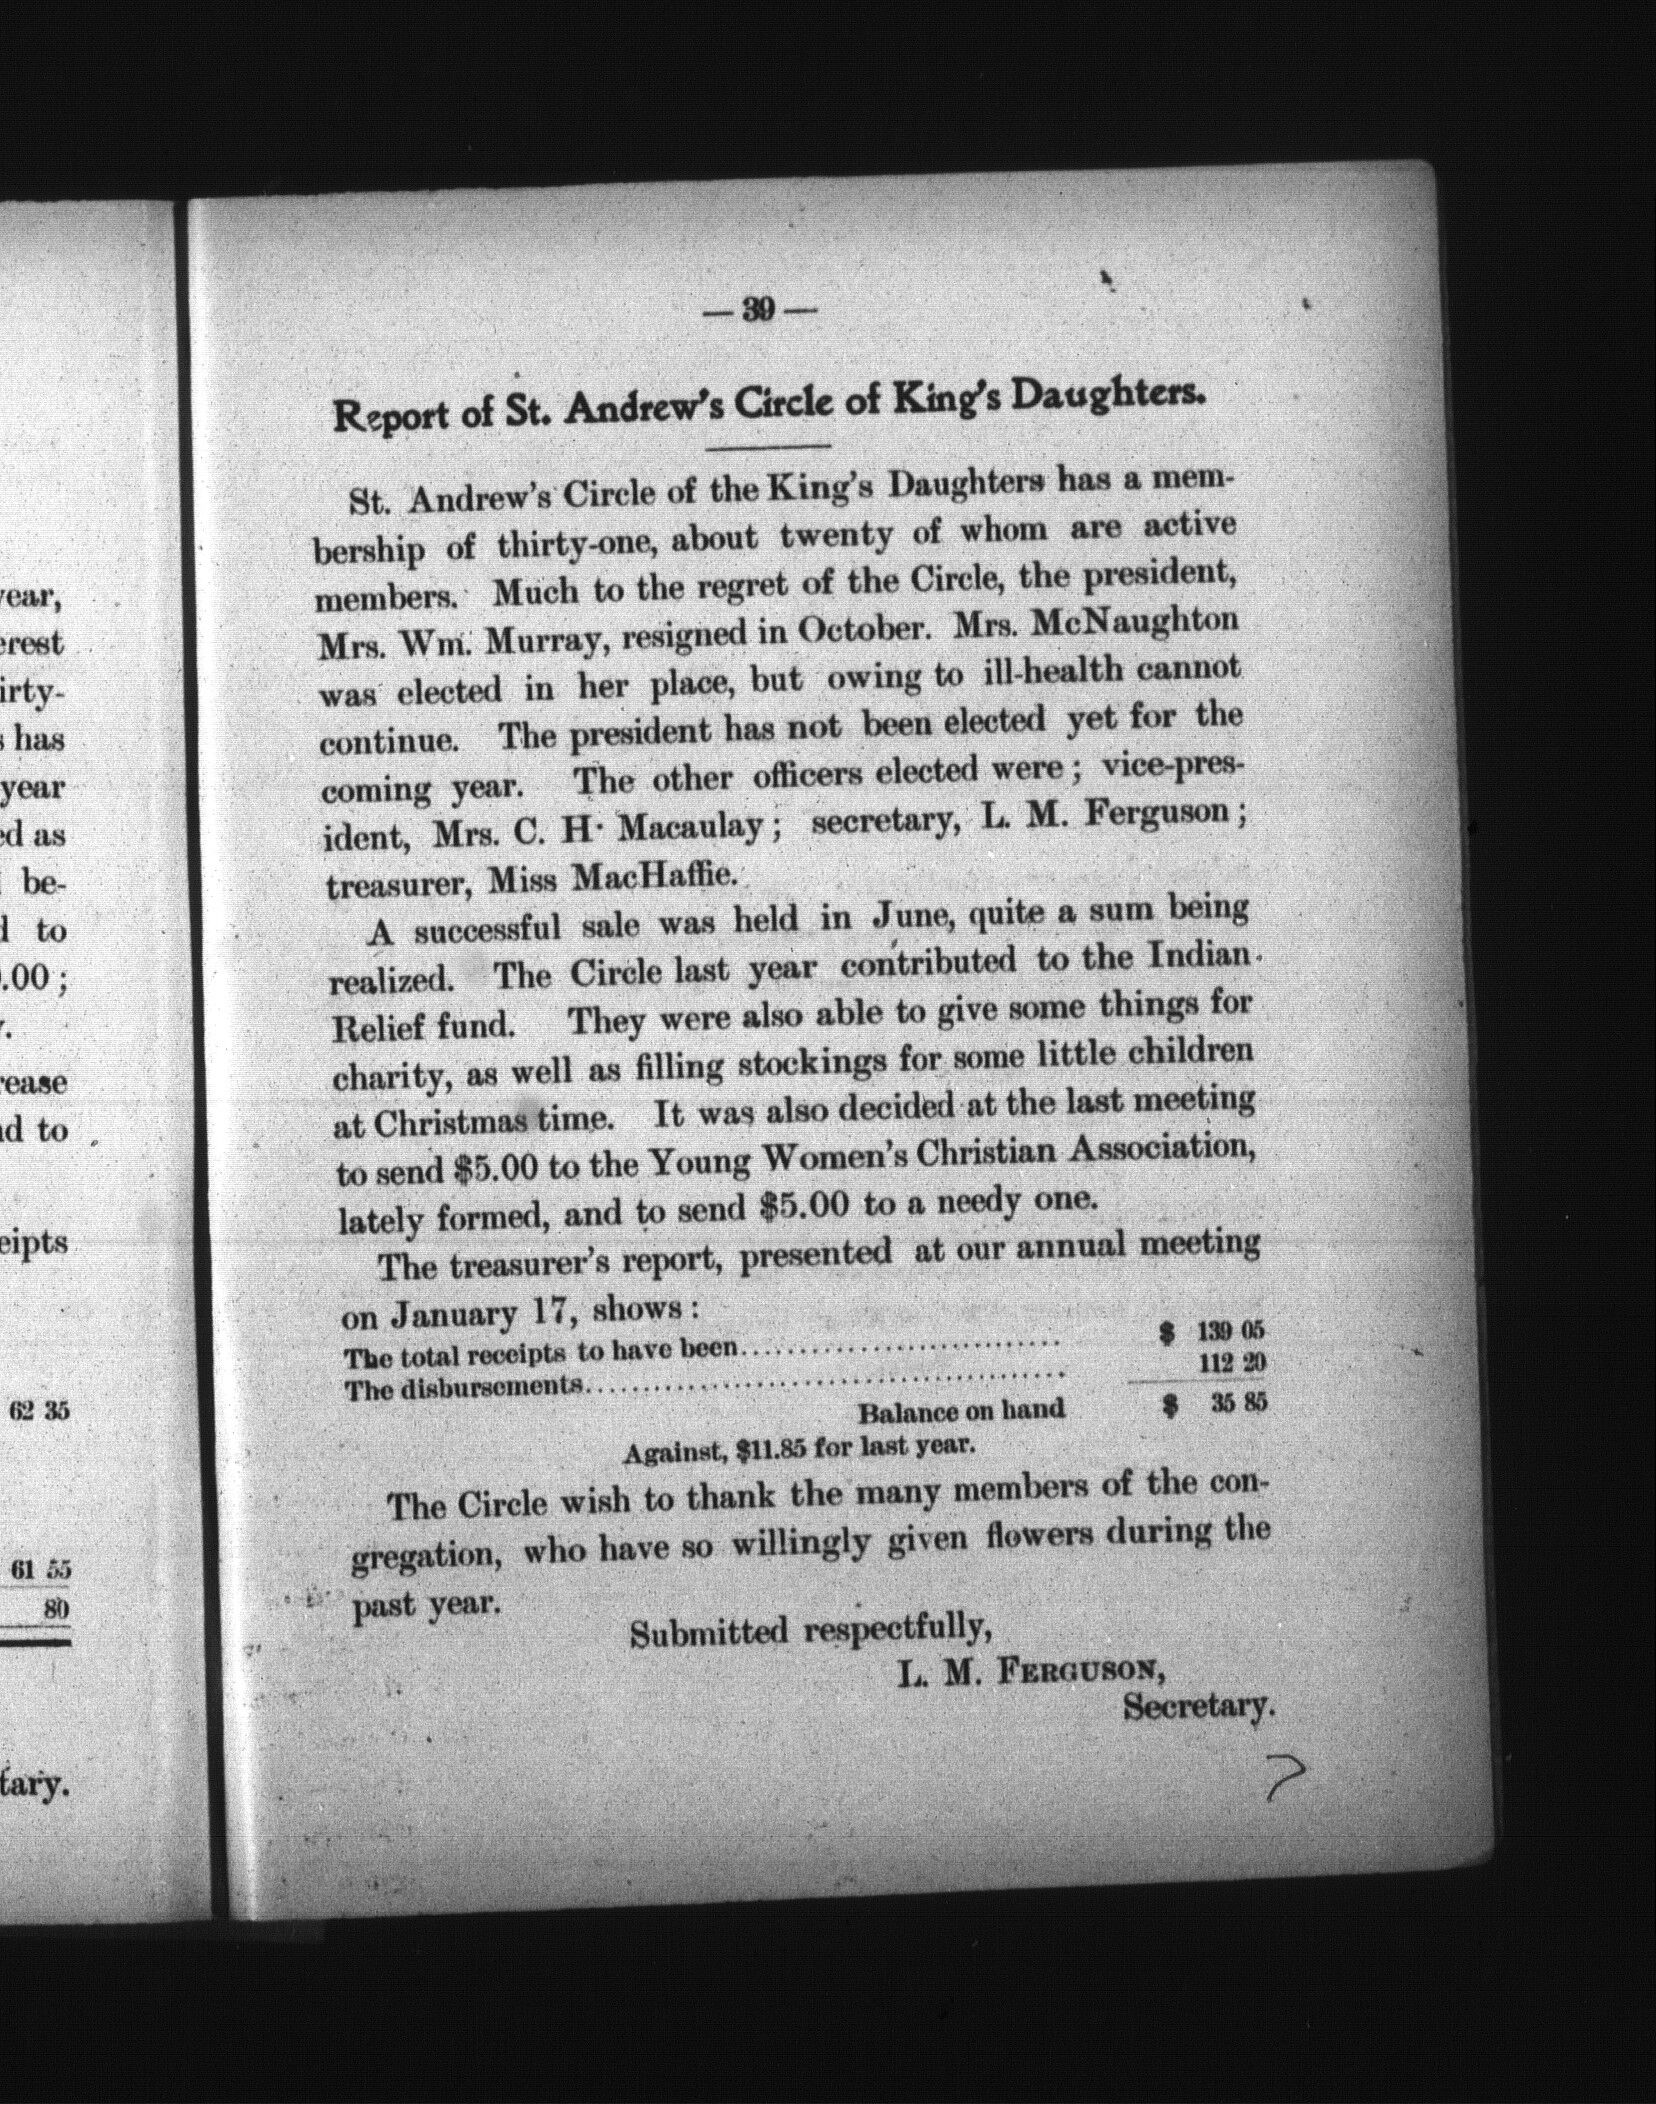 year,
erest
irty-
s has
year
ed as
be-
d to
.00 ;
y.
rease
nd to
eipts
62 35
61 55
80
tary.
— 39 —
Report of St. Andrew's Circle of King's Daughters.
St. Andrew's Circle of the King's Daughters has a mem-
bership of thirty-one, about twenty of whom are active
members. Much to the regret of the Circle, the president,
Mrs. Wm. Murray, resigned in October. Mrs. McNaughton
was elected in her place, but owing to ill-health cannot
continue. The president has not been elected yet for the
coming year. The other officers elected were ; vice-pres-
ident, Mrs. C. H· Macaulay ; secretary, L. M. Ferguson ;
treasurer, Miss MacHaffie.
A successful sale was held in June, quite a sum being
realized. The Circle last year contributed to the Indian
Relief fund. They were also able to give some things for
charity, as well as filling stockings for some little children
at Christmas time. It was also decided at the last meeting
to send $5.00 to the Young Women's Christian Association,
lately formed, and to send $5.00 to a needy one.
The treasurer's report, presented at our annual meeting
on January 17, shows :
The total receipts to have been............................ $ 139 05
The disbursements.......................................... 112 20
Balance on hand $ 35 85
Against, $11.85 for last year.
The Circle wish to thank the many members of the con-
gregation, who have so willingly given flowers during the
past year.
Submitted respectfully,
L. M. FERGUSON,
Secretary.